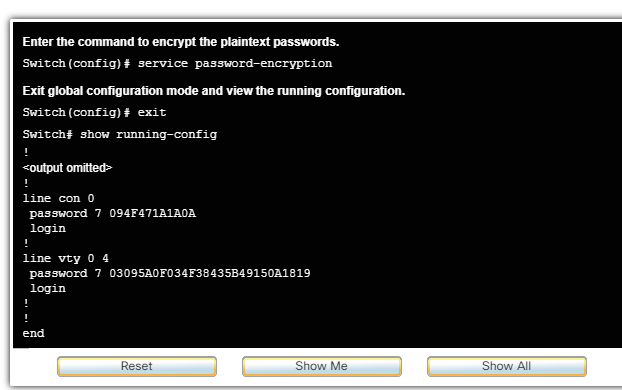 Enter the command to encrypt the plaintext passwords.
Switch(config)# service password-encryption
Exit global configuration mode and view the running configuration.
Switch(config)# exit
Switch# show running-config
!
<output omitted>
!
line con 0
password 7 094F471A1A0A
login
!
line vty 0 4
password 7 03095A0F034F38435B49150A1819
login
!
!
end
Reset
Show Me
Show All